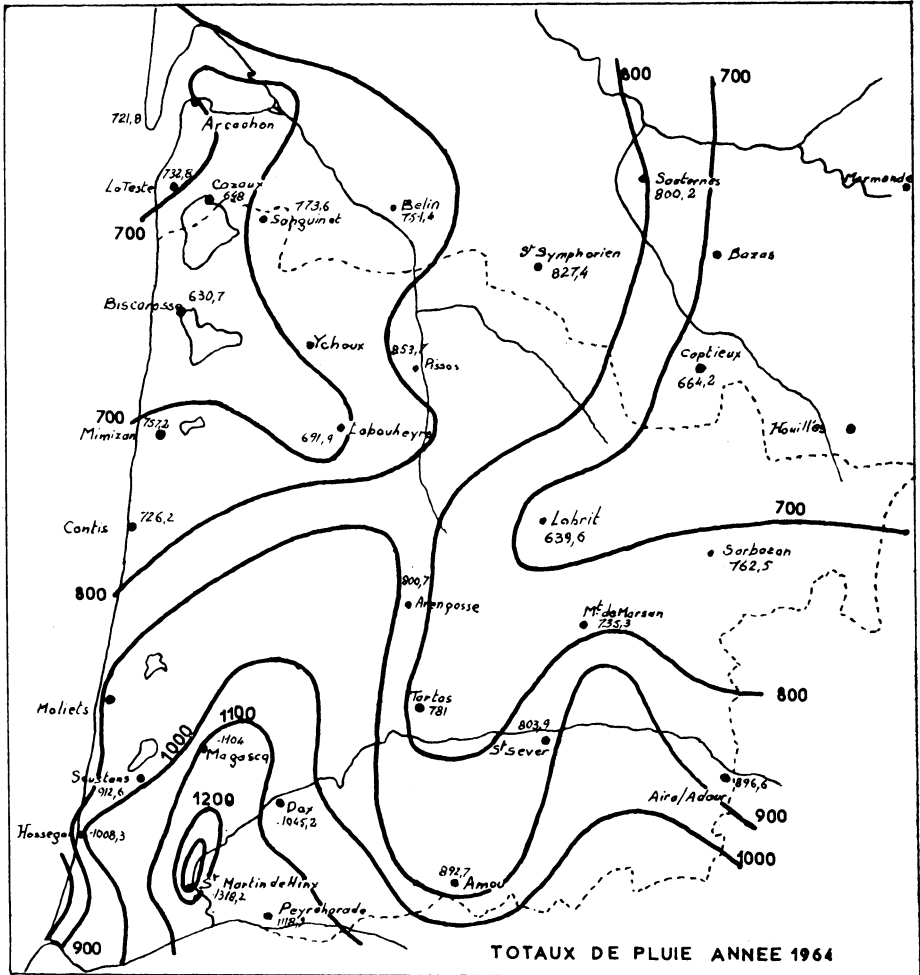 800
700
721,8
Arcachon
732,8
La Teste
Cazaux
648
773,6
Sanguinet
Belin
751,4
Sauternes
800,2
Marmande
700
St Symphorien
827,4
Bazas
Biscarosse
630,7
Ychoux
853,7
Pissos
Captieux
664,2
700
757,2
Mimizan
691,9
Labouheyre
Houillés
Contis
726,2
Labrit
639,6
700
Sarbazan
762,5
800
800,7
Arengosse
Mt de Marsan
735,3
Moliets
Tartas
781
800
1000
1100
1104
Magascq
803,9
St Sever
Soustons
912,6
1200
Dax
1045,2
Aire/Adour
896,6
900
Hossegor
1008,3
1000
St Martin de Hinx
1318,2
892,7
Amou
Peyrehorade
1118,9
900
TOTAUX DE PLUIE ANNEE 1964